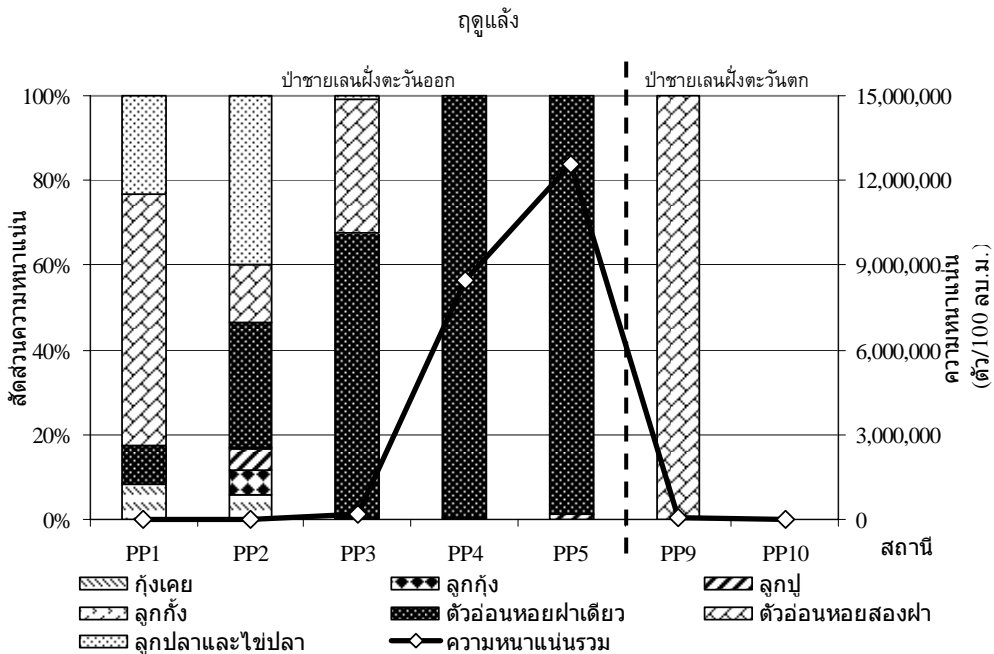 ฤดูแล้ง
ป่าชายเลนฝั่งตะวันออก ป่าชายเลนฝั่งตะวันตก
100% 15,000,000
80% 12,000,000
60% 9,000,000
40% 6,000,000
20% 3,000,000
0% 0
สัดส่วนความหนาแน่น
ความหนาแนน
(ตัว/100 ลบ.ม.)
PP1 PP2 PP3 PP4 PP5 PP9 PP10 สถานี
กุ้งเคย ลูกกุ้ง ลูกปู
ลูกกั้ง ตัวอ่อนหอยฝาเดียว ตัวอ่อนหอยสองฝา
ลูกปลาและไข่ปลา ความหนาแน่นรวม